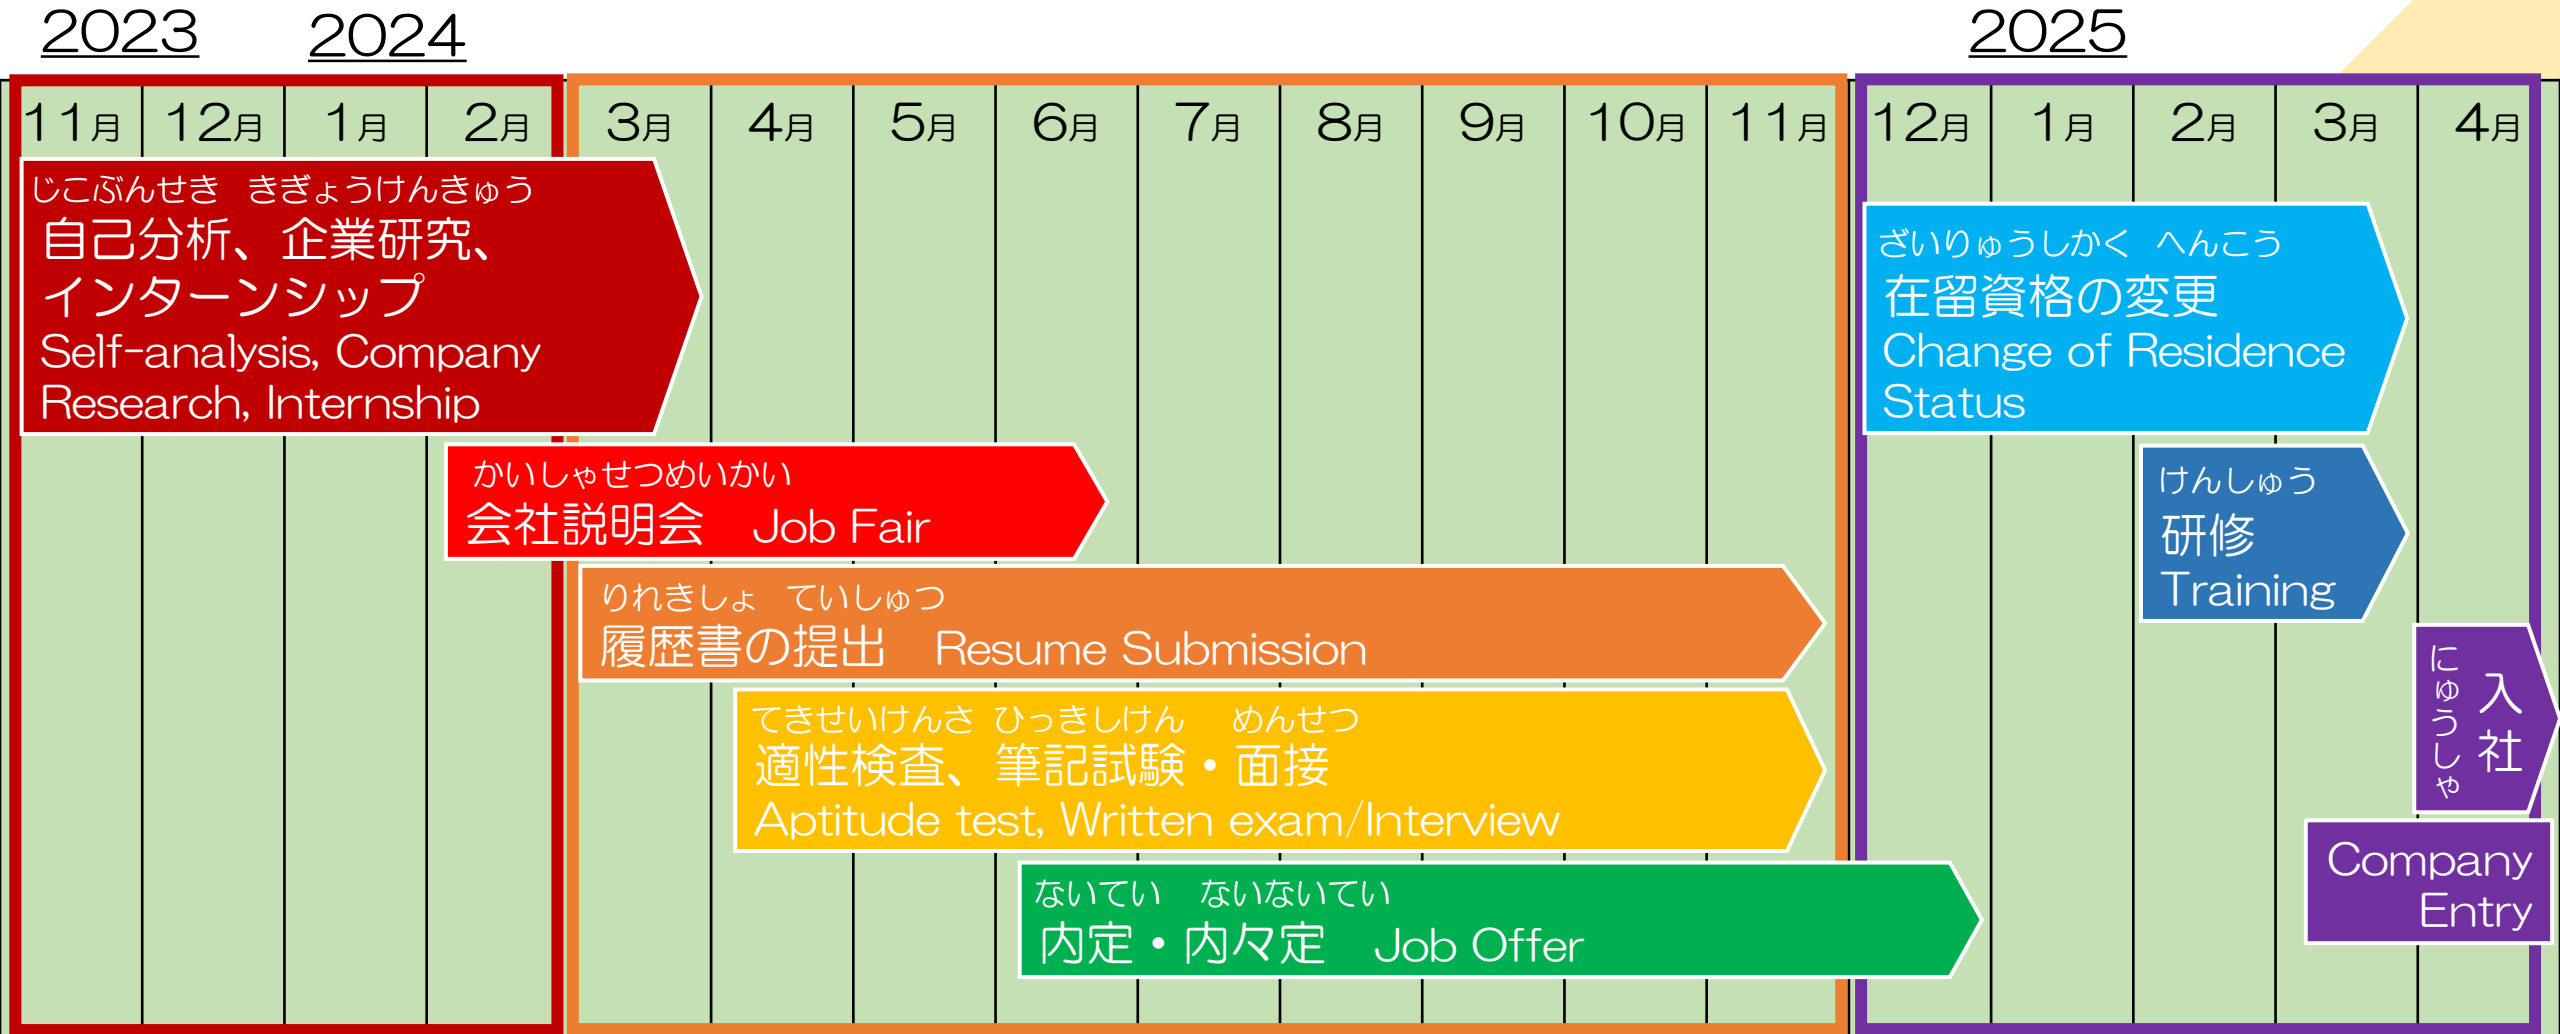 2023
2024
2025
11月 12月 1月 2月 3月 4月 5月 6月 7月 8月 9月 10月 11月 12月 1月 2月 3月 4月
じこぶんせき ききぎょうけんきゅう
自己分析、企業研究、
インターンシップ
Self-analysis, Company
Research, Internship
かいしゃせつめいかい
会社説明会 Job Fair
りれきしょ ていしゅつ
履歴書の提出 Resume Submission
てきせいけんさ ひっきしけん めんせつ
適性検査、筆記試験・面接
Aptitude test, Written exam/Interview
ないてい ないないてい
内定・内々定 Job Offer
ざいりゅうしかく へんこう
在留資格の変更
Change of Residence
Status
けんしゅう
研修
Training
にゅうしゃ
入社
Company
Entry